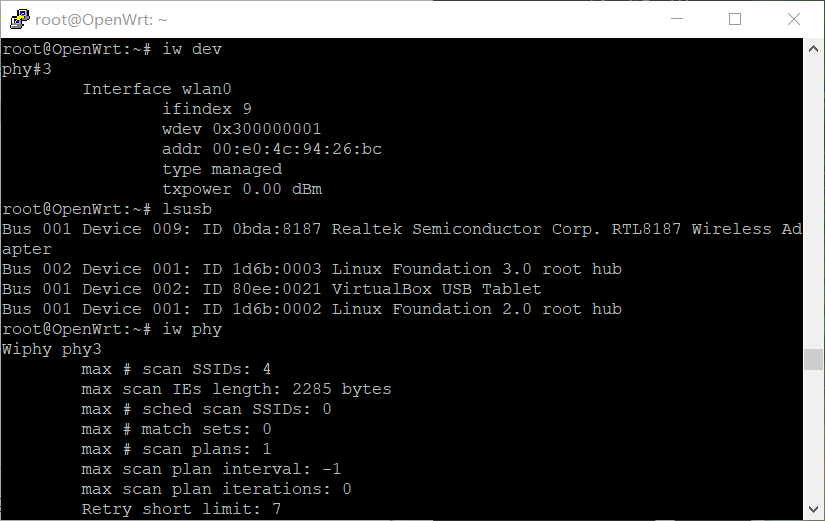 root@OpenWrt: ~
root@OpenWrt:~# iw dev
phy#3
        Interface wlan0
                ifindex 9
                wdev 0x300000001
                addr 00:e0:4c:94:26:bc
                type managed
                txpower 0.00 dBm
root@OpenWrt:~# lsusb
Bus 001 Device 009: ID 0bda:8187 Realtek Semiconductor Corp. RTL8187 Wireless Ad
apter
Bus 002 Device 001: ID 1d6b:0003 Linux Foundation 3.0 root hub
Bus 001 Device 002: ID 80ee:0021 VirtualBox USB Tablet
Bus 001 Device 001: ID 1d6b:0002 Linux Foundation 2.0 root hub
root@OpenWrt:~# iw phy
Wiphy phy3
        max # scan SSIDs: 4
        max scan IEs length: 2285 bytes
        max # sched scan SSIDs: 0
        max # match sets: 0
        max # scan plans: 1
        max scan plan interval: -1
        max scan plan iterations: 0
        Retry short limit: 7